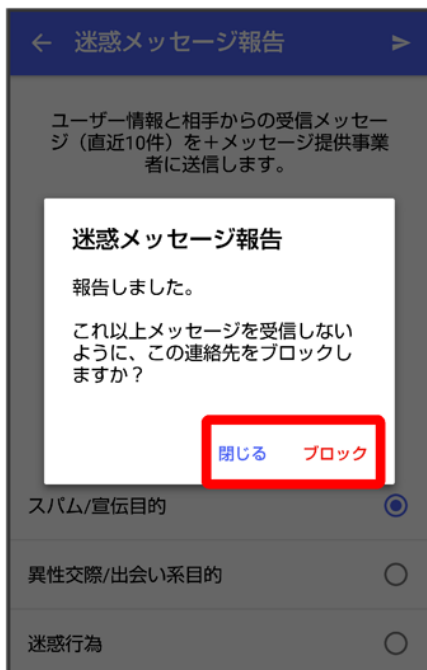 迷惑メッセージ報告
ユーザー情報と相手からの受信メッセー
ジ（直近10件）を＋メッセージ提供事業
者に送信します。
迷惑メッセージ報告
報告しました。
これ以上メッセージを受信しない
ように、この連絡先をブロックし
ますか？
閉じる ブロック
スパム/宣伝目的
異性交際/出会い系目的
迷惑行為